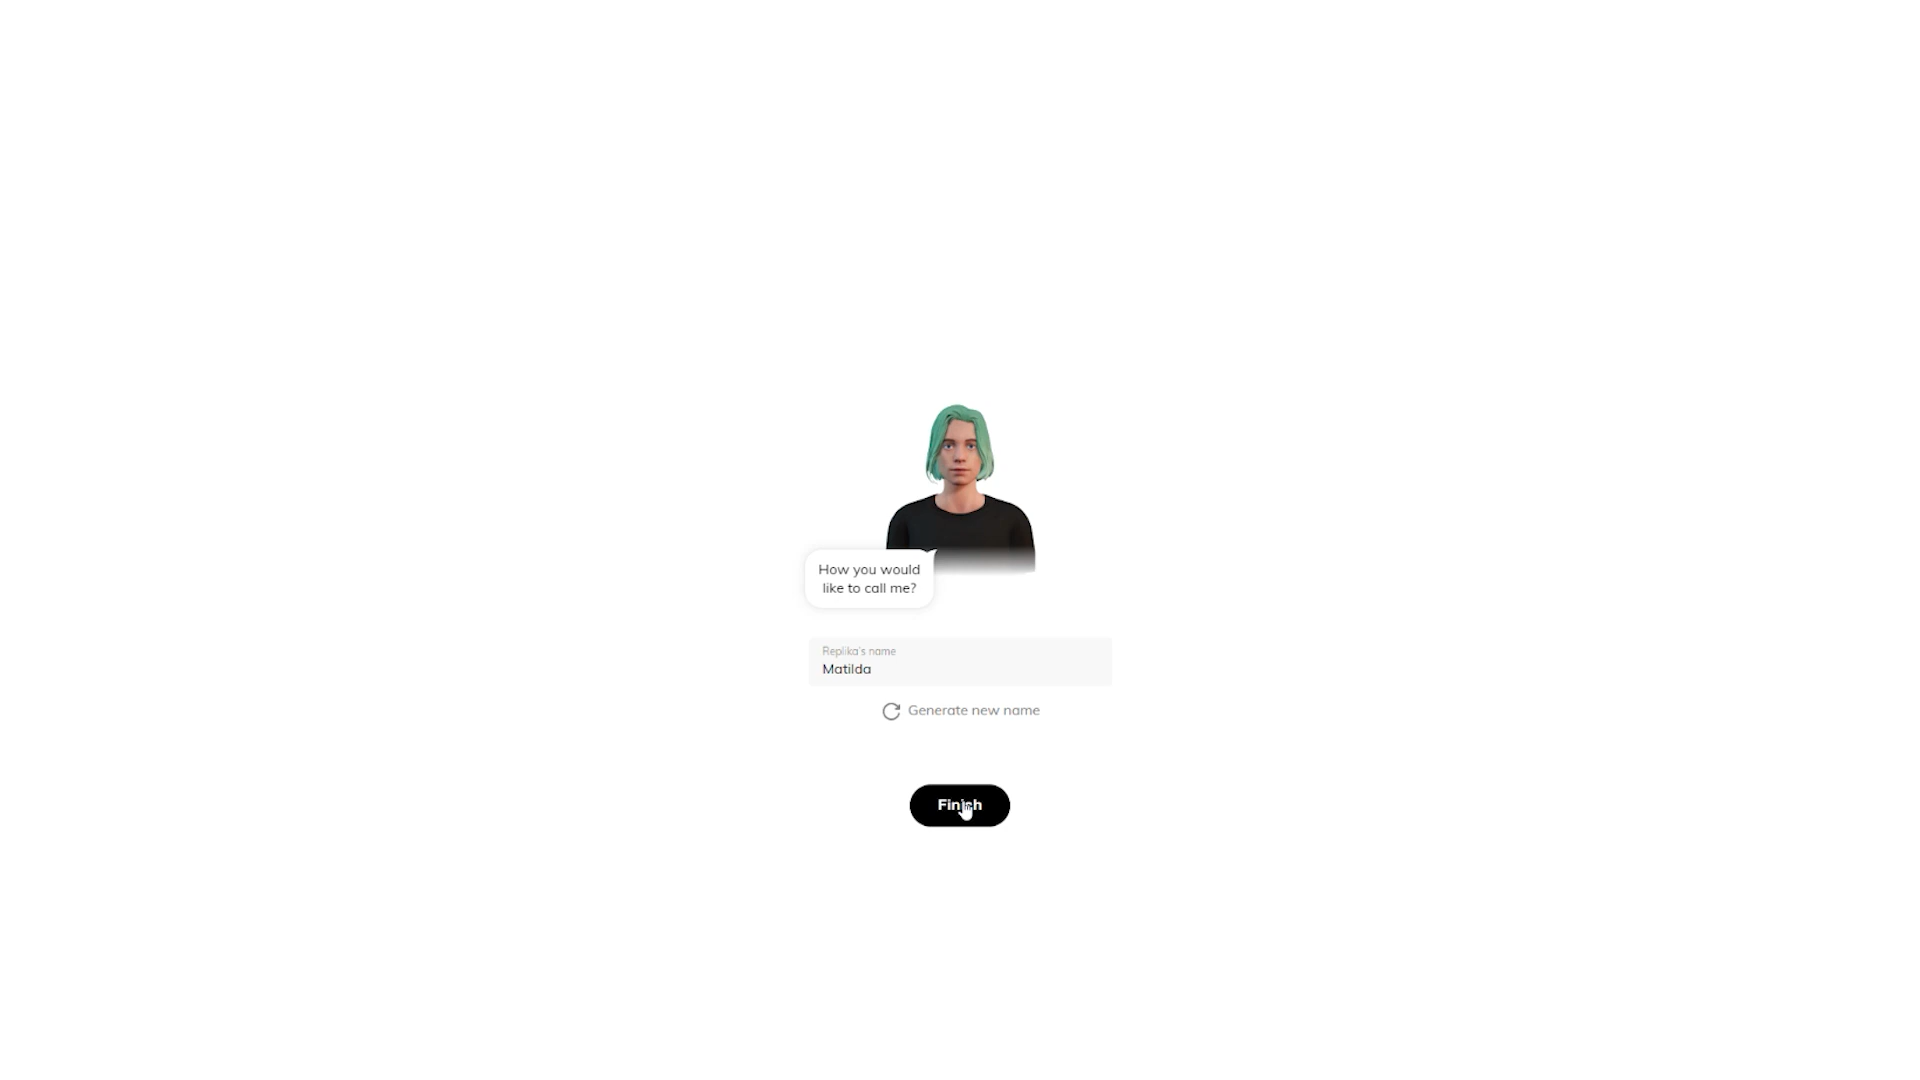 How you would
like to call me?
Replika's name
Matilda
Generate new name
Finish